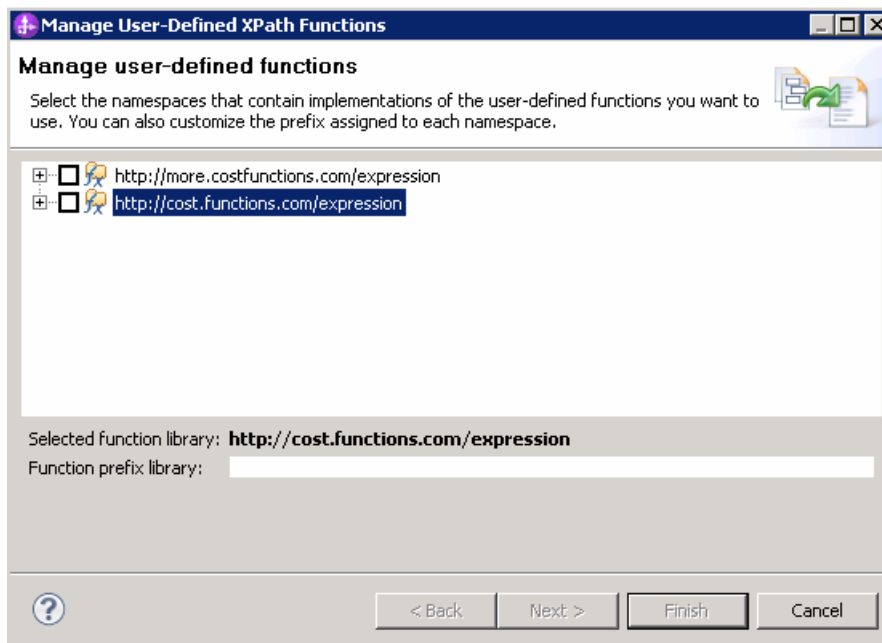 Manage User-Defined XPath Functions
Manage user-defined functions
Select the namespaces that contain implementations of the user-defined functions you want to
use. You can also customize the prefix assigned to each namespace.
http://more.costfunctions.com/expression
http://cost.functions.com/expression
Selected function library: http://cost.functions.com/expression
Function prefix library:
? < Back Next > Finish Cancel